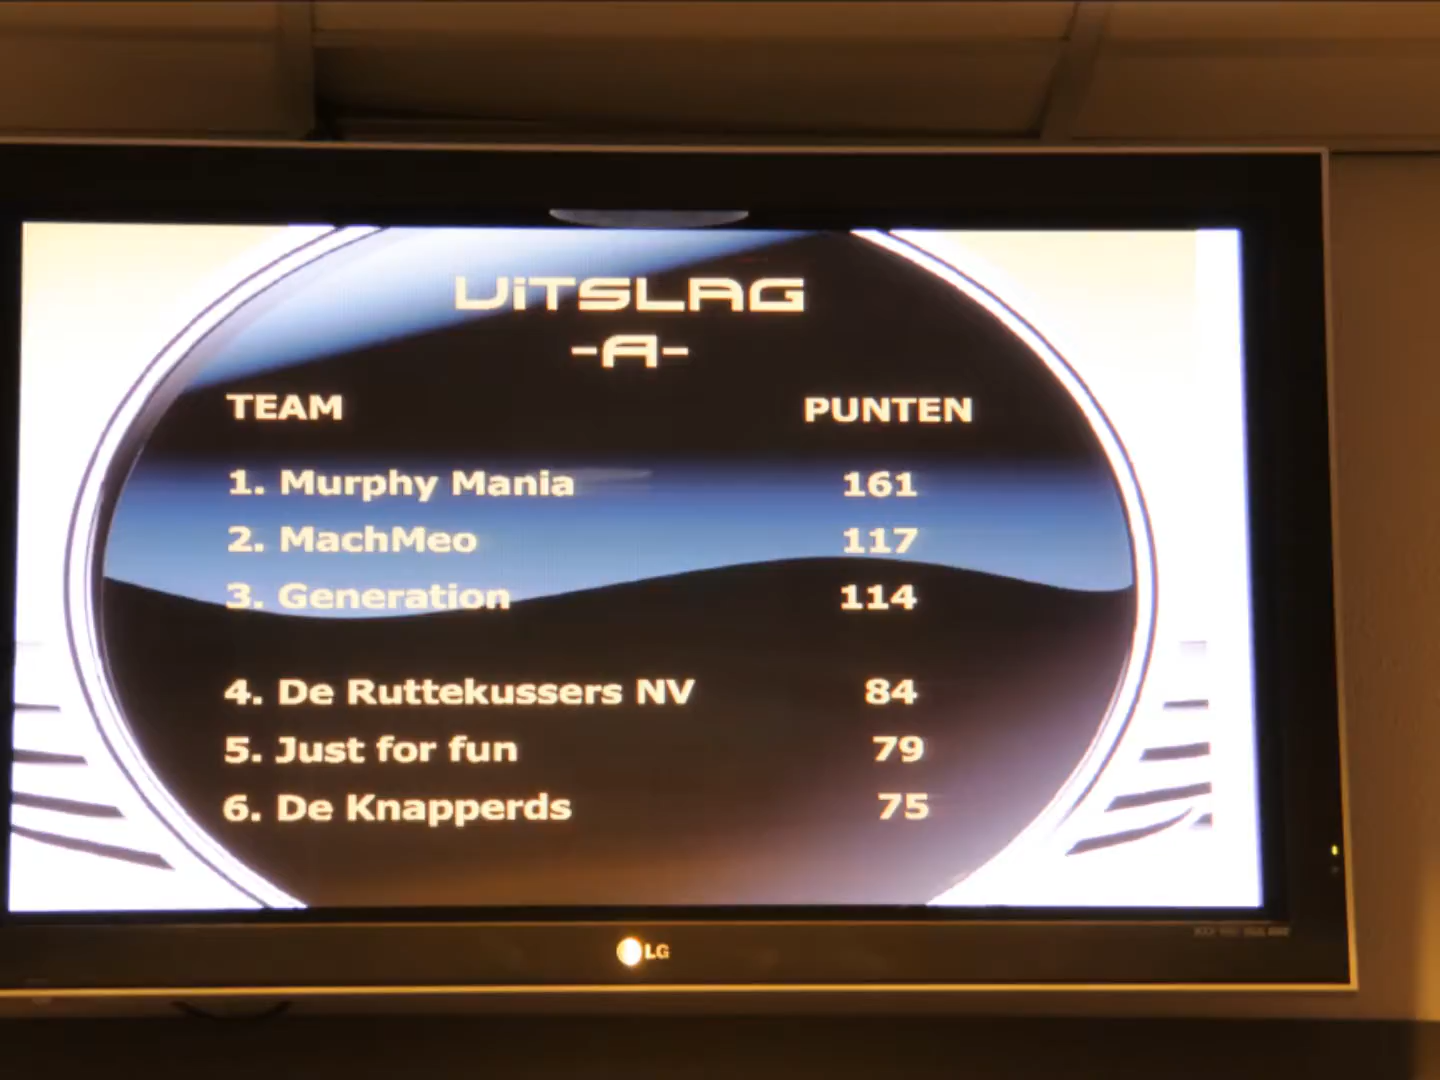 UiTSLAG
-A-
TEAM PUNTEN
1. Murphy Mania 161
2. MachMeo 117
3. Generation 114
4. De Ruttekussers NV 84
5. Just for fun 79
6. De Knapperds 75
LG